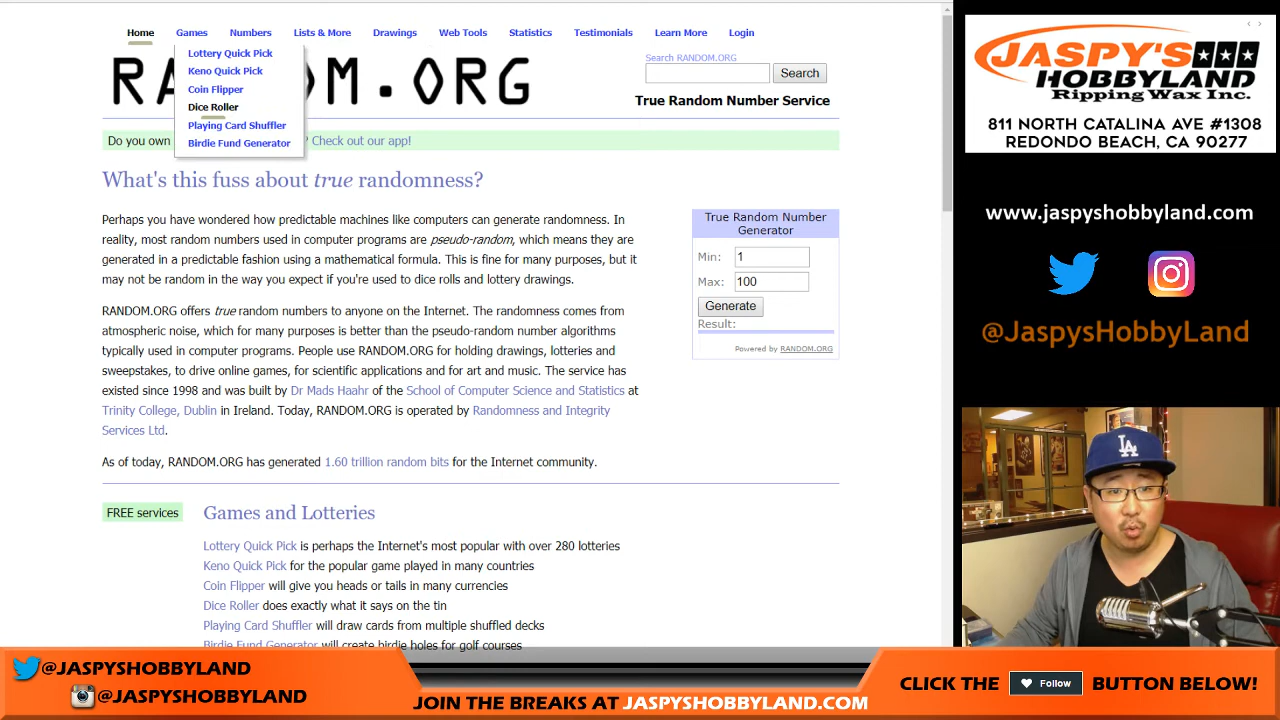 Home Games Numbers Lists & More Drawings Web Tools Statistics Testimonials Learn More Login
Lottery Quick Pick
Keno Quick Pick
Coin Flipper
Dice Roller
Playing Card Shuffler
Birdie Fund Generator
Search RANDOM.ORG
Search
True Random Number Service
Do you own ? Check out our app!
What's this fuss about true randomness?
Perhaps you have wondered how predictable machines like computers can generate randomness. In
reality, most random numbers used in computer programs are pseudo-random, which means they are
generated in a predictable fashion using a mathematical formula. This is fine for many purposes, but it
may not be random in the way you expect if you're used to dice rolls and lottery drawings.
RANDOM.ORG offers true random numbers to anyone on the Internet. The randomness comes from
atmospheric noise, which for many purposes is better than the pseudo-random number algorithms
typically used in computer programs. People use RANDOM.ORG for holding drawings, lotteries and
sweepstakes, to drive online games, for scientific applications and for art and music. The service has
existed since 1998 and was built by Dr Mads Haahr of the School of Computer Science and Statistics at
Trinity College, Dublin in Ireland. Today, RANDOM.ORG is operated by Randomness and Integrity
Services Ltd.
As of today, RANDOM.ORG has generated 1.60 trillion random bits for the Internet community.
True Random Number
Generator
Min: 1
Max: 100
Generate
Result:
Powered by RANDOM.ORG
FREE services
Games and Lotteries
Lottery Quick Pick is perhaps the Internet's most popular with over 280 lotteries
Keno Quick Pick for the popular game played in many countries
Coin Flipper will give you heads or tails in many currencies
Dice Roller does exactly what it says on the tin
Playing Card Shuffler will draw cards from multiple shuffled decks
Birdie Fund Generator will create birdie holes for golf courses
JASPY'S
HOBBYLAND
Ripping Wax Inc.
811 NORTH CATALINA AVE #1308
REDONDO BEACH, CA 90277
www.jaspyshobbyland.com
@JaspysHobbyLand
LA
@JASPYSHOBBYLAND
@JASPYSHOBBYLAND
JOIN THE BREAKS AT JASPYSHOBBYLAND.COM
CLICK THE Follow BUTTON BELOW!